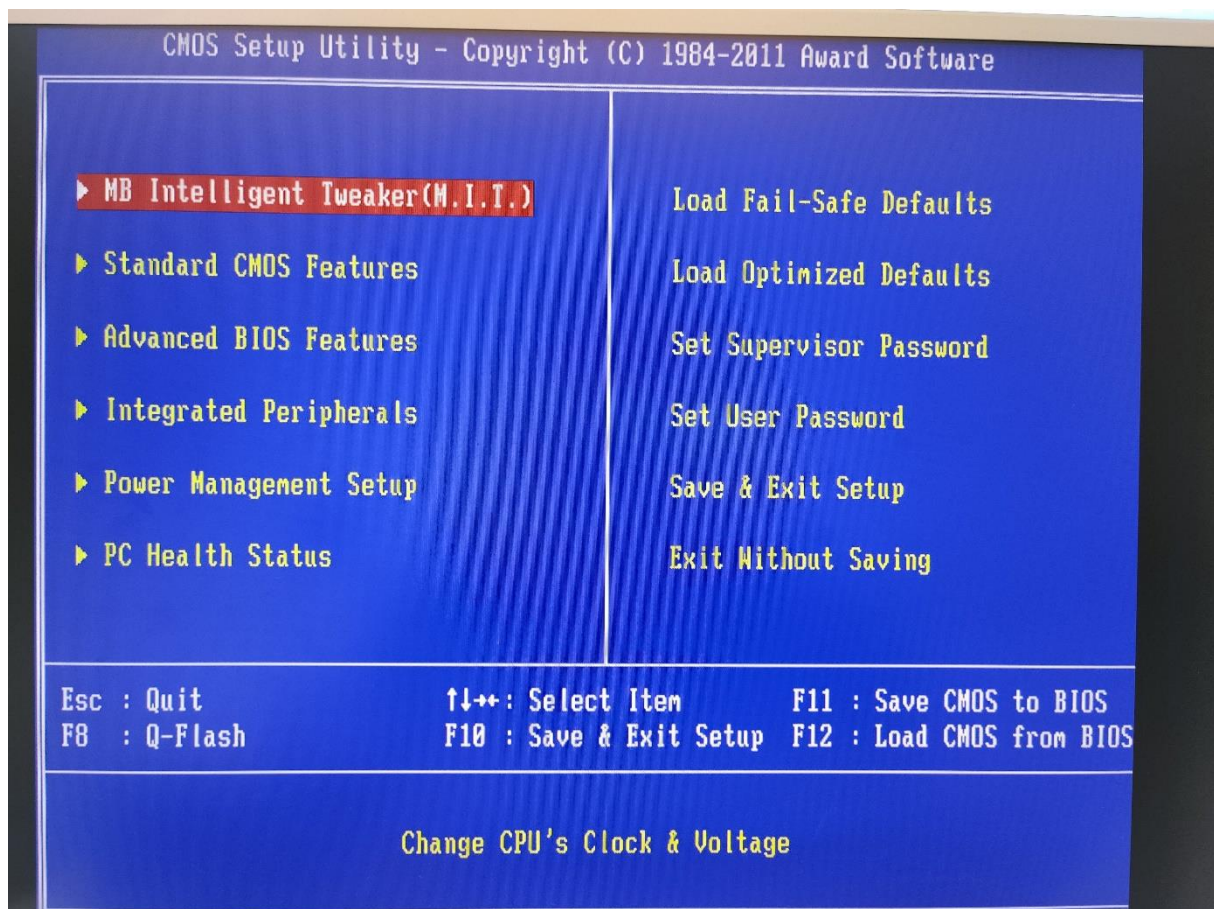 CMOS Setup Utility - Copyright (C) 1984-2011 Award Software
▶ MB Intelligent Tweaker(M.I.T.)
▶ Standard CMOS Features
▶ Advanced BIOS Features
▶ Integrated Peripherals
▶ Power Management Setup
▶ PC Health Status
Load Fail-Safe Defaults
Load Optimized Defaults
Set Supervisor Password
Set User Password
Save & Exit Setup
Exit Without Saving
Esc : Quit ↑↓→←: Select Item F11 : Save CMOS to BIOS
F8 : Q-Flash F10 : Save & Exit Setup F12 : Load CMOS from BIOS
Change CPU's Clock & Voltage